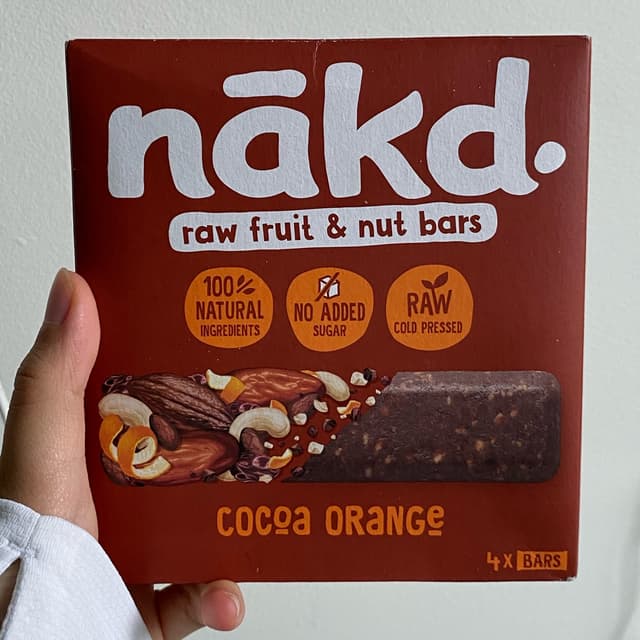 nākd.
raw fruit & nut bars
100%
NATURAL
INGREDIENTS
NO ADDED
SUGAR
RAW
COLD PRESSED
COCOA ORANGE
4X BARS